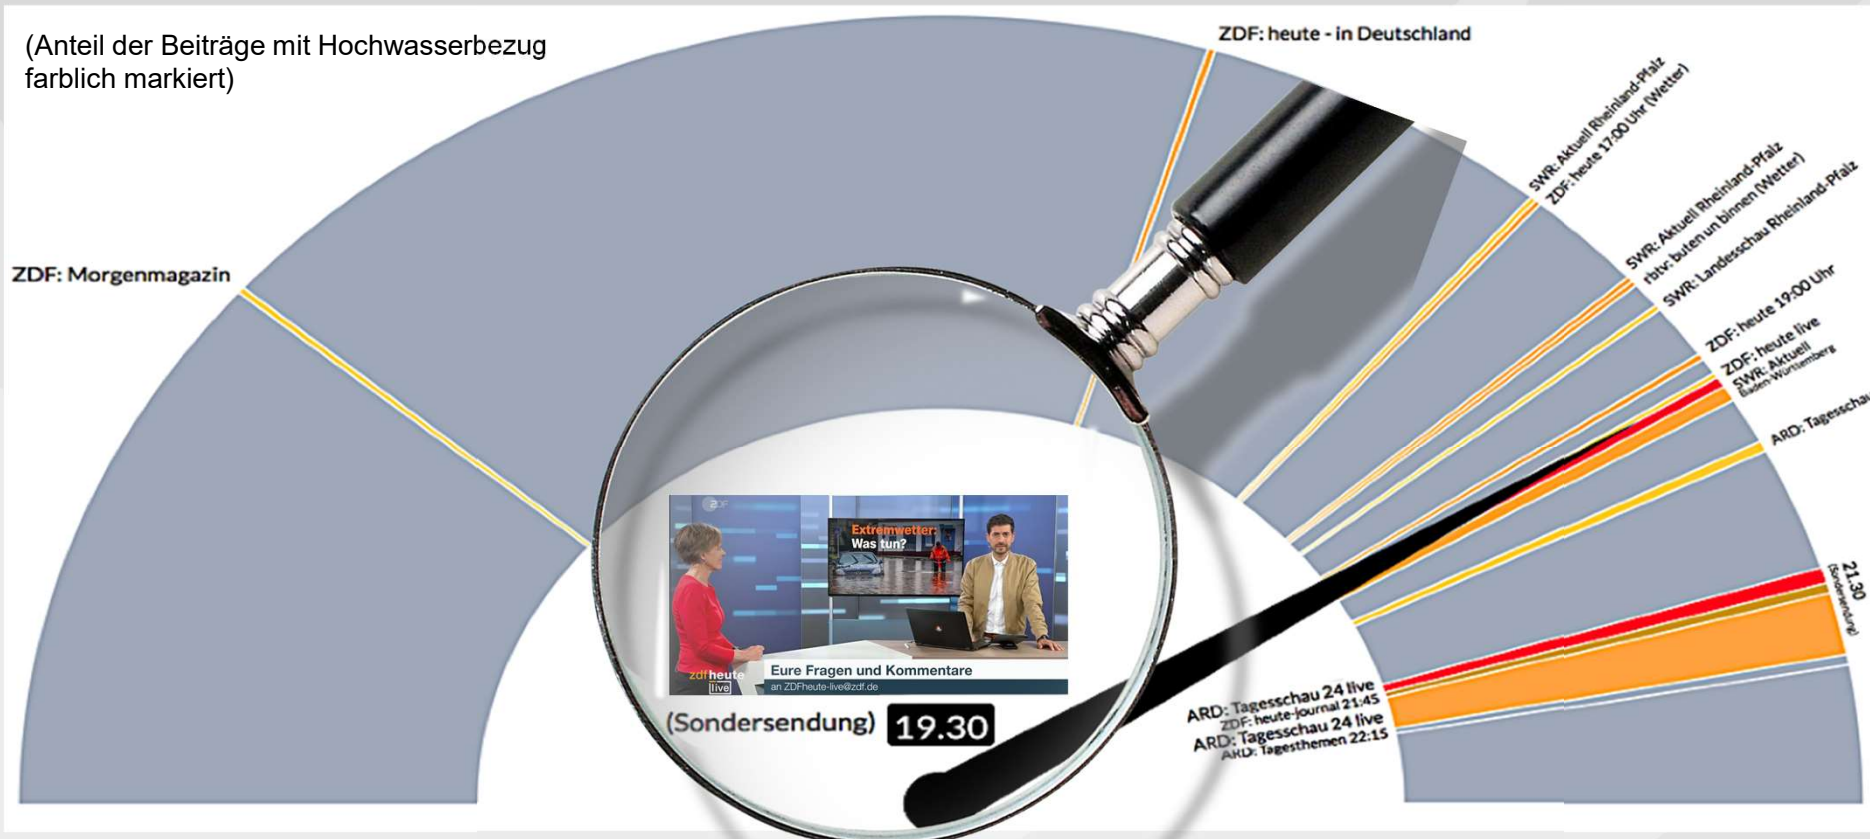 (Anteil der Beiträge mit Hochwasserbezug
farblich markiert)
ZDF: heute - in Deutschland
SWR: Aktuell Rheinland-Pfalz
ZDF: heute 17:00 Uhr (Wetter)
SWR: Aktuell Rheinland-Pfalz
rbtv: buten un binnen (Wetter)
SWR: Landesschau Rheinland-Pfalz
ZDF: Morgenmagazin
ZDF: heute 19:00 Uhr
ZDF: heute live
SWR: Aktuell
Baden-Württemberg
ARD: Tagesschau
ZDF
Extremwetter:
Was tun?
Eure Fragen und Kommentare
zdfheute
live
an ZDFheute-live@zdf.de
(Sondersendung) 19.30
21.30
(Sondersendung)
ARD: Tagesschau 24 live
ZDF: heute-journal 21:45
ARD: Tagesschau 24 live
ARD: Tagesthemen 22:15